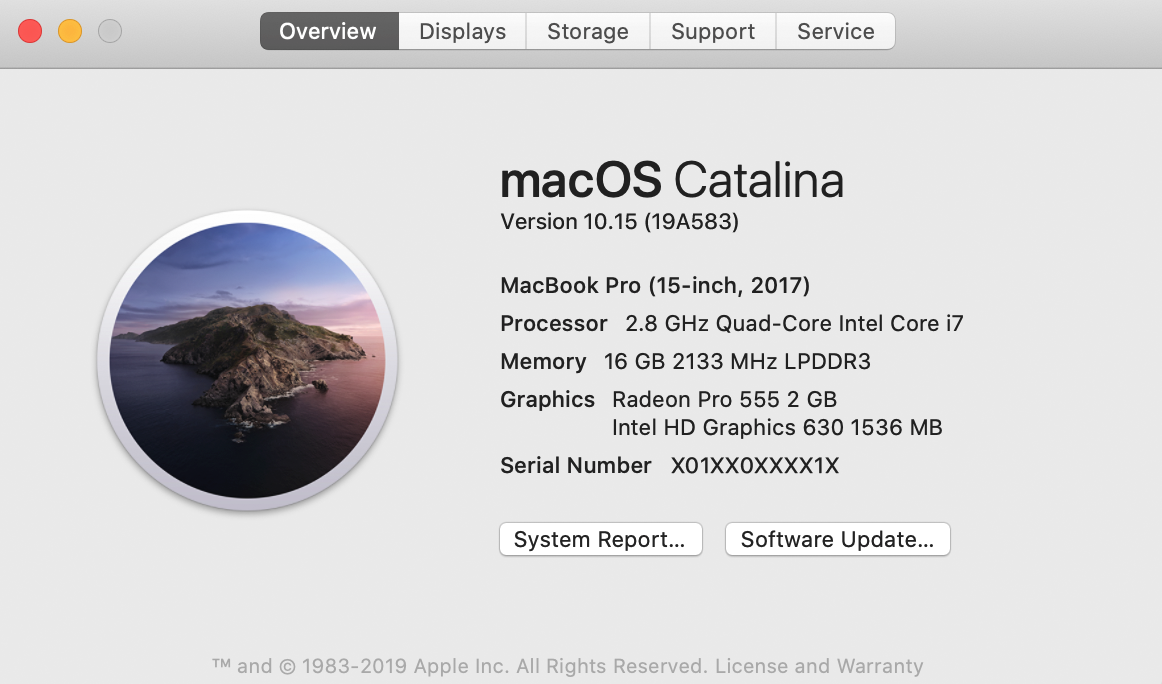 Overview Displays Storage Support Service
macOS Catalina
Version 10.15 (19A583)
MacBook Pro (15-inch, 2017)
Processor 2.8 GHz Quad-Core Intel Core i7
Memory 16 GB 2133 MHz LPDDR3
Graphics Radeon Pro 555 2 GB
Intel HD Graphics 630 1536 MB
Serial Number X01XX0XXXX1X
System Report... Software Update...
™ and © 1983-2019 Apple Inc. All Rights Reserved. License and Warranty